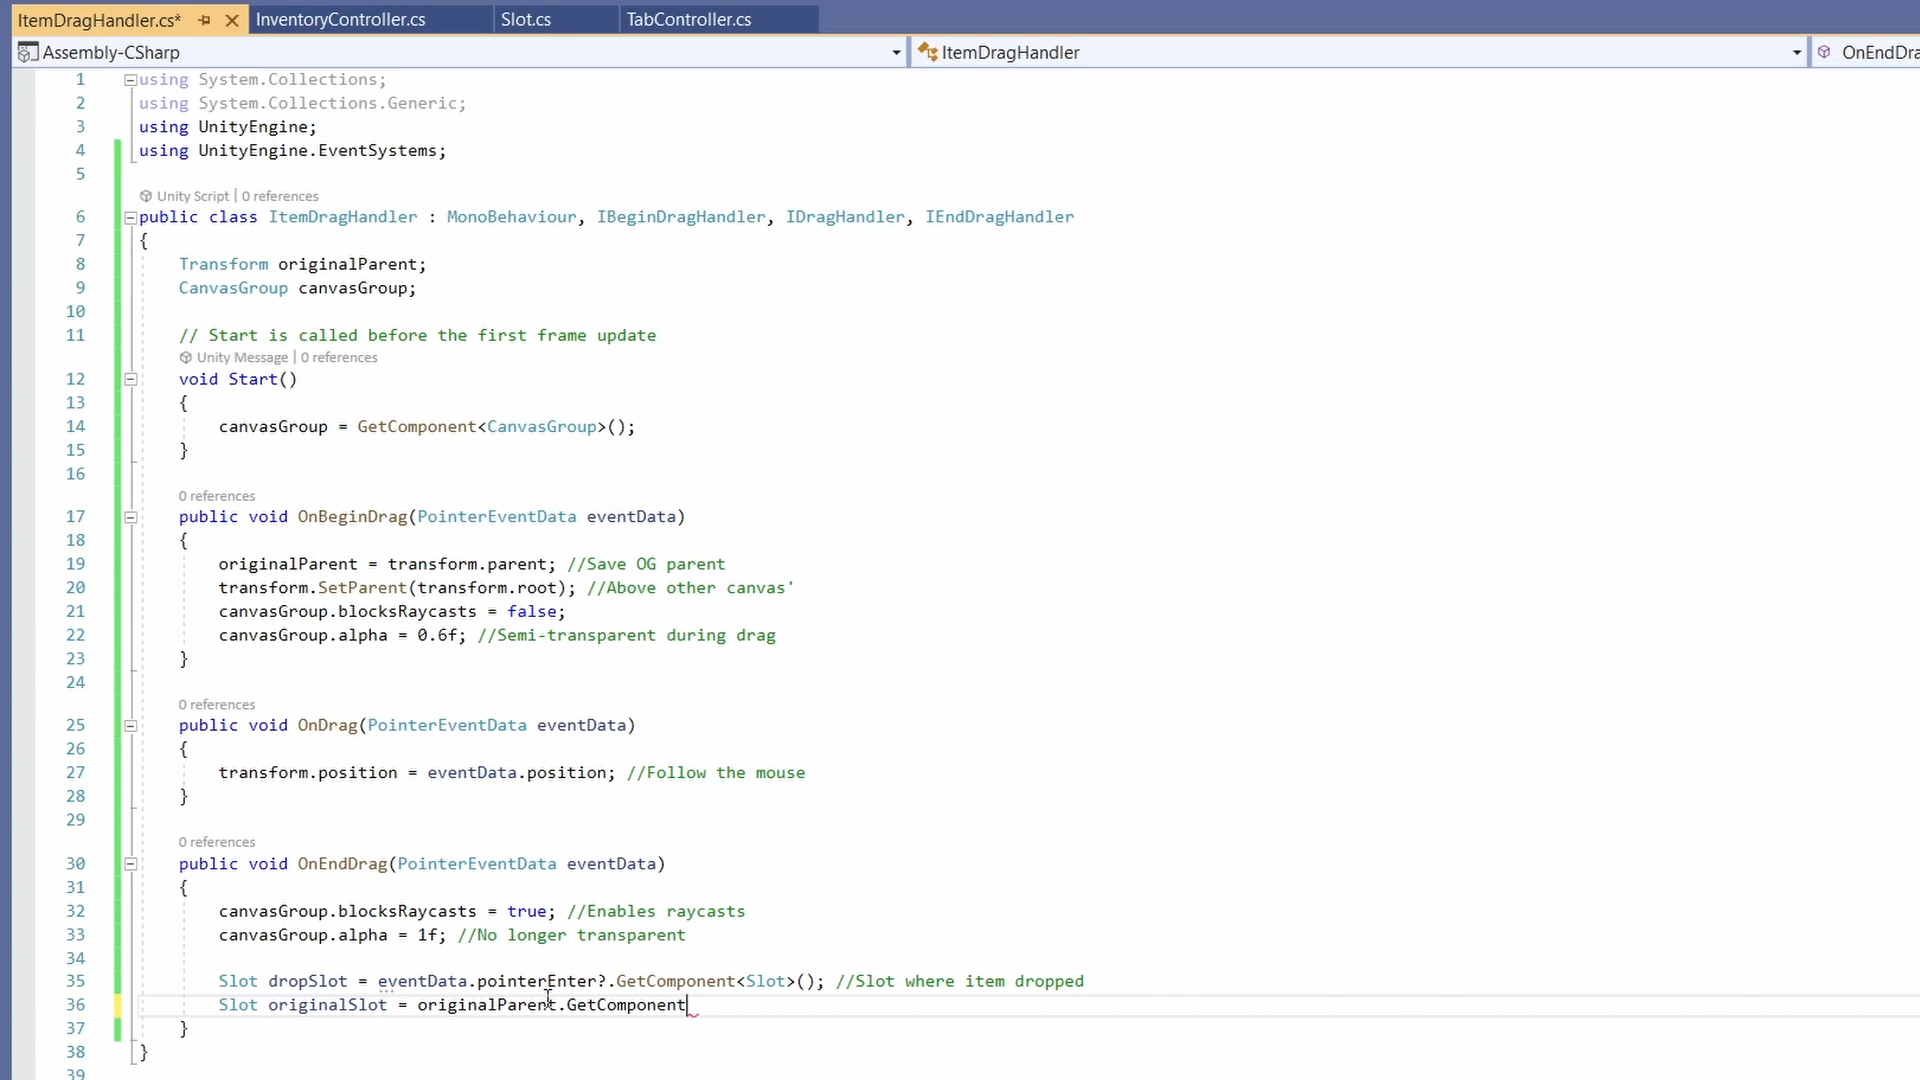 ItemDragHandler.cs* InventoryController.cs Slot.cs TabController.cs
Assembly-CSharp ItemDragHandler OnEndDra
1 using System.Collections;
2 using System.Collections.Generic;
3 using UnityEngine;
4 using UnityEngine.EventSystems;
5
Unity Script | 0 references
6 public class ItemDragHandler : MonoBehaviour, IBeginDragHandler, IDragHandler, IEndDragHandler
7 {
8 Transform originalParent;
9 CanvasGroup canvasGroup;
10
11 // Start is called before the first frame update
Unity Message | 0 references
12 void Start()
13 {
14 canvasGroup = GetComponent<CanvasGroup>();
15 }
16
0 references
17 public void OnBeginDrag(PointerEventData eventData)
18 {
19 originalParent = transform.parent; //Save OG parent
20 transform.SetParent(transform.root); //Above other canvas'
21 canvasGroup.blocksRaycasts = false;
22 canvasGroup.alpha = 0.6f; //Semi-transparent during drag
23 }
24
0 references
25 public void OnDrag(PointerEventData eventData)
26 {
27 transform.position = eventData.position; //Follow the mouse
28 }
29
0 references
30 public void OnEndDrag(PointerEventData eventData)
31 {
32 canvasGroup.blocksRaycasts = true; //Enables raycasts
33 canvasGroup.alpha = 1f; //No longer transparent
34
35 Slot dropSlot = eventData.pointerEnter?.GetComponent<Slot>(); //Slot where item dropped
36 Slot originalSlot = originalParent.GetComponent
37 }
38 }
39